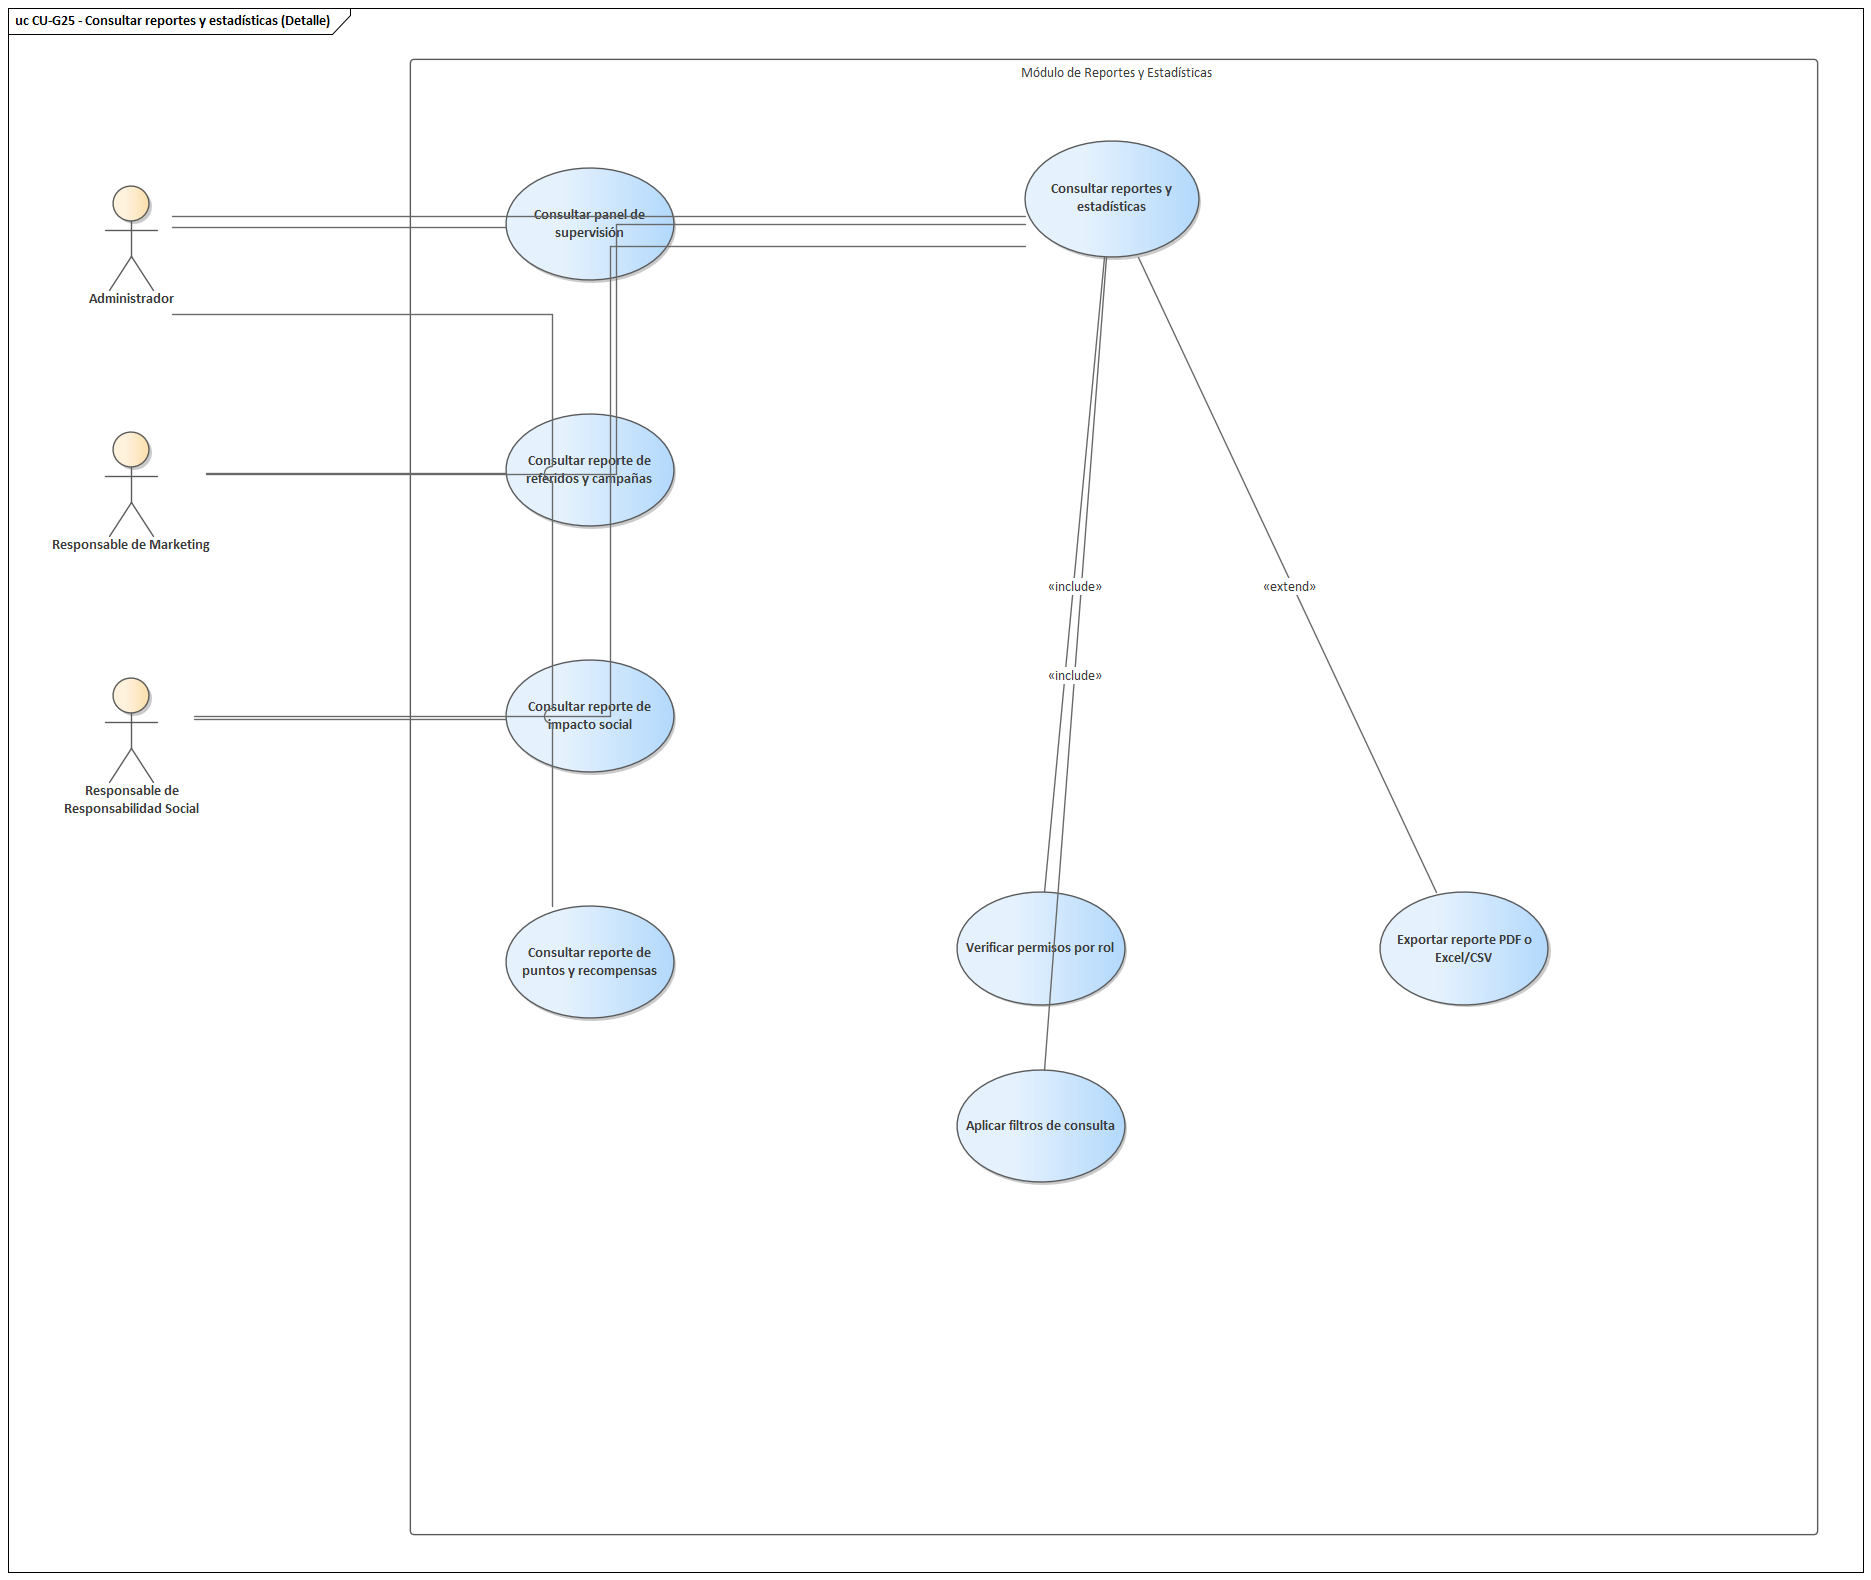 uc CU-G25 - Consultar reportes y estadísticas (Detalle)
Módulo de Reportes y Estadísticas
Consultar reportes y
estadísticas
Consultar panel de
supervisión
Administrador
Consultar reporte de
referidos y campañas
Responsable de Marketing
«include»
«extend»
«include»
Consultar reporte de
impacto social
Responsable de
Responsabilidad Social
Consultar reporte de
puntos y recompensas
Verificar permisos por rol
Exportar reporte PDF o
Excel/CSV
Aplicar filtros de consulta